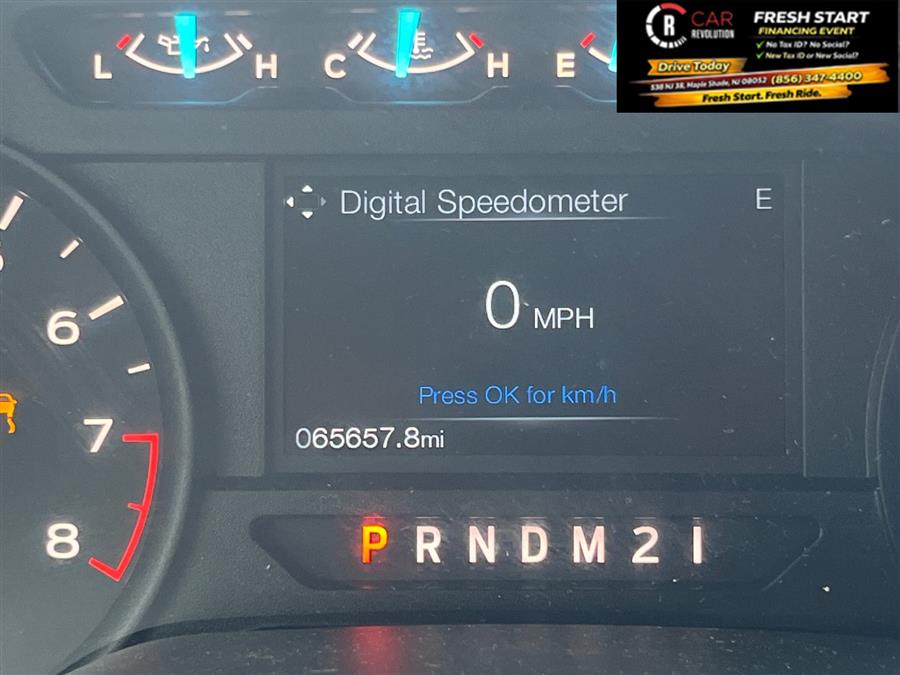 L H
C H
E
R
CAR
REVOLUTION
FRESH START
FINANCING EVENT
✓ No Tax ID? No Social?
✓ New Tax ID or New Social?
Drive Today
538 NJ 38, Maple Shade, NJ 08052 (856) 347-4400
Fresh Start. Fresh Ride.
Digital Speedometer E
0 MPH
Press OK for km/h
065657.8mi
6
7
8
P R N D M 2 1